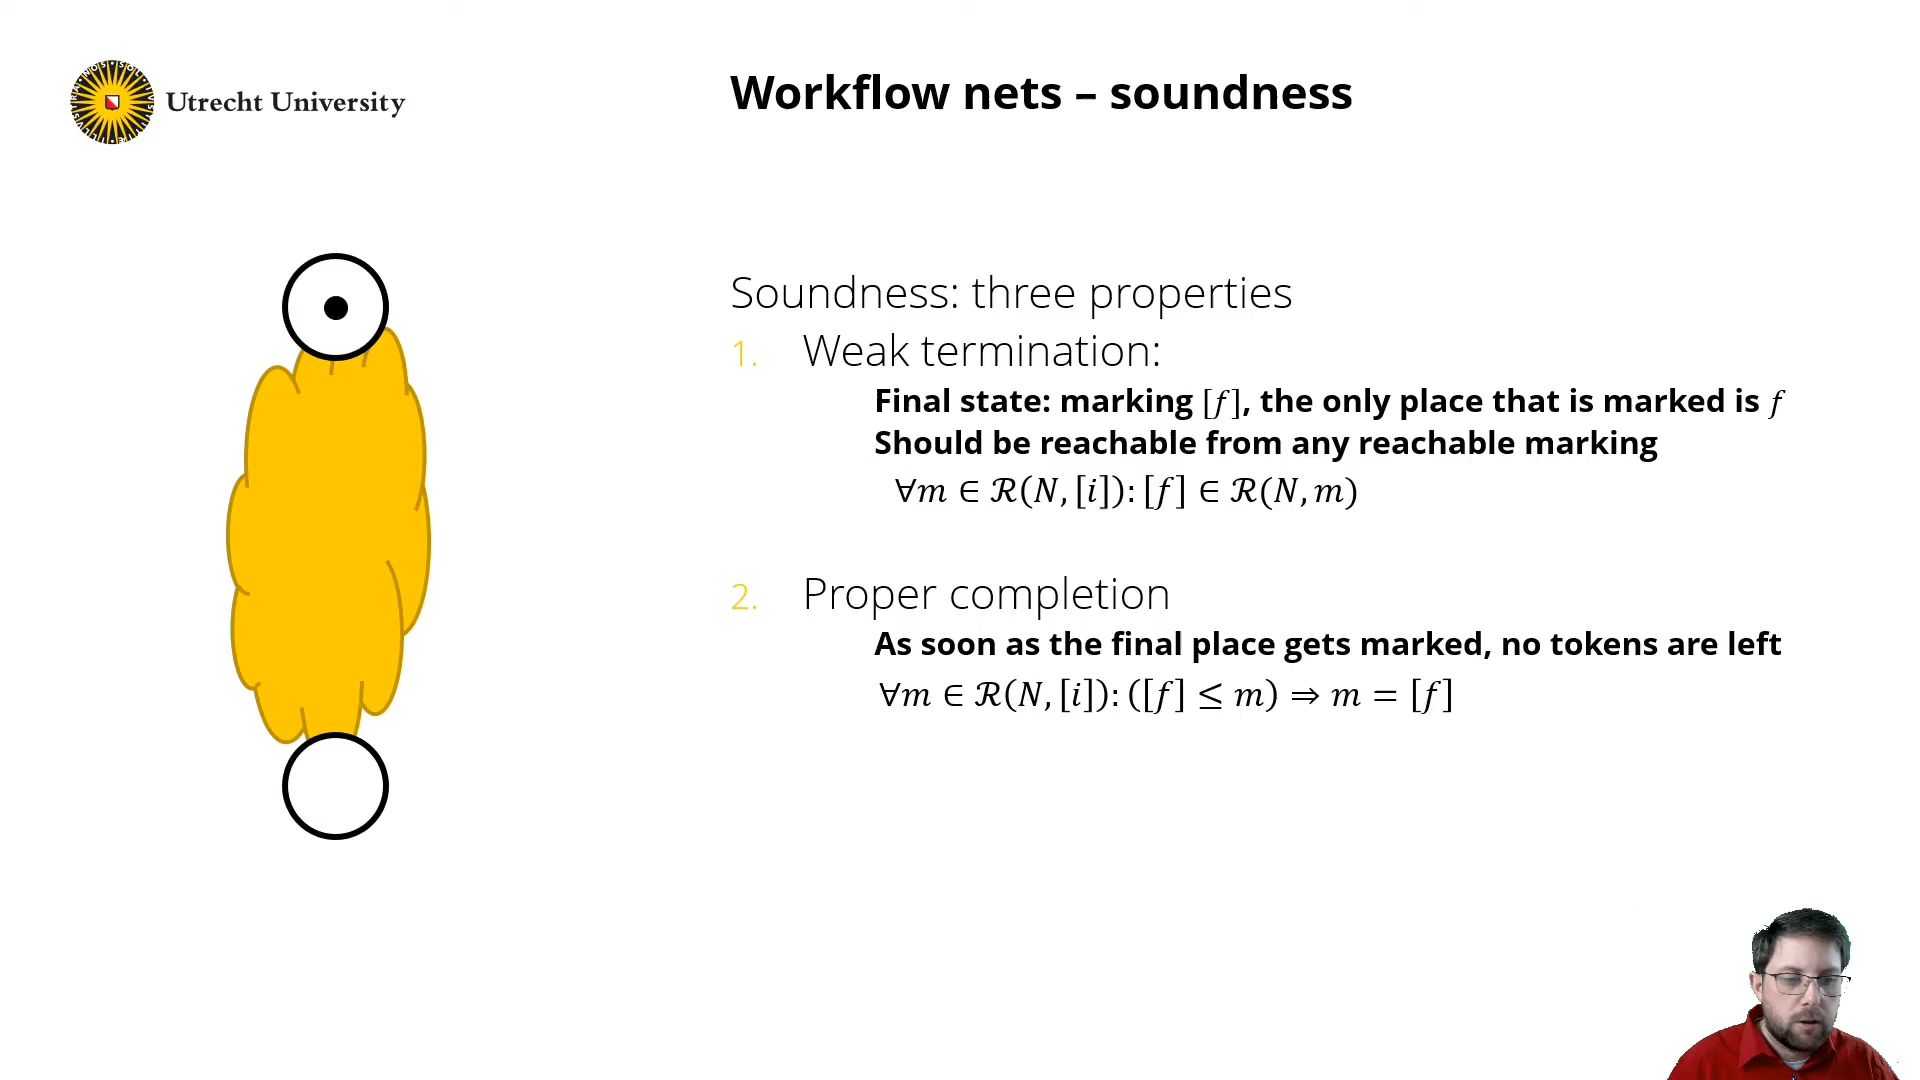 Utrecht University
Workflow nets – soundness
Soundness: three properties
1. Weak termination:
Final state: marking [𝑓], the only place that is marked is 𝑓
Should be reachable from any reachable marking
∀𝑚 ∈ ℛ(𝑁, [𝑖]): [𝑓] ∈ ℛ(𝑁, 𝑚)
2. Proper completion
As soon as the final place gets marked, no tokens are left
∀𝑚 ∈ ℛ(𝑁, [𝑖]): ([𝑓] ≤ 𝑚) ⇒ 𝑚 = [𝑓]